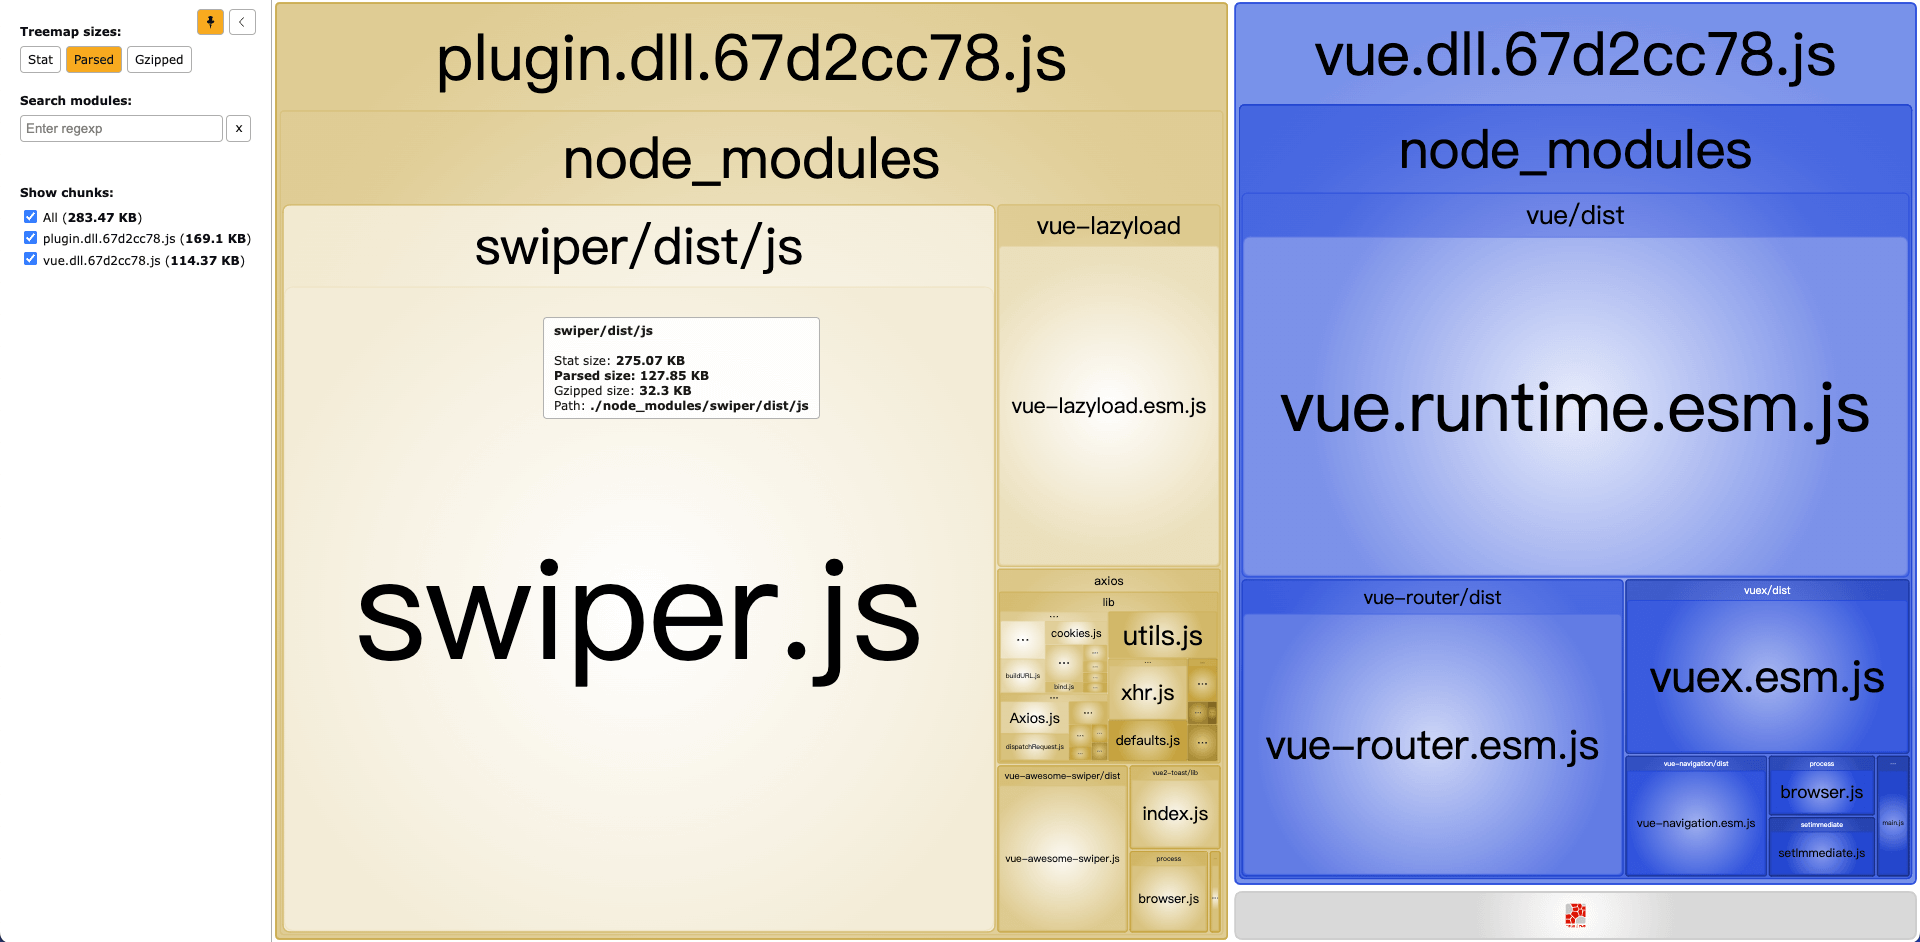 Treemap sizes:
Stat
Parsed
Gzipped
Search modules:
Enter regexp
x
Show chunks:
All (283.47 KB)
plugin.dll.67d2cc78.js (169.1 KB)
vue.dll.67d2cc78.js (114.37 KB)
plugin.dll.67d2cc78.js
node_modules
swiper/dist/js
swiper/dist/js
Stat size: 275.07 KB
Parsed size: 127.85 KB
Gzipped size: 32.3 KB
Path: ./node_modules/swiper/dist/js
swiper.js
vue-lazyload
vue-lazyload.esm.js
axios
lib
...
...
cookies.js
utils.js
...
...
buildURL.js
bind.js
...
xhr.js
...
...
Axios.js
...
...
dispatchRequest.js
...
...
defaults.js
...
vue-awesome-swiper/dist
vue-awesome-swiper.js
vue2-toast/lib
index.js
process
browser.js
...
vue.dll.67d2cc78.js
node_modules
vue/dist
vue.runtime.esm.js
vue-router/dist
vue-router.esm.js
vuex/dist
vuex.esm.js
vue-navigation/dist
vue-navigation.esm.js
process
browser.js
setImmediate
setImmediate.js
...
main.js